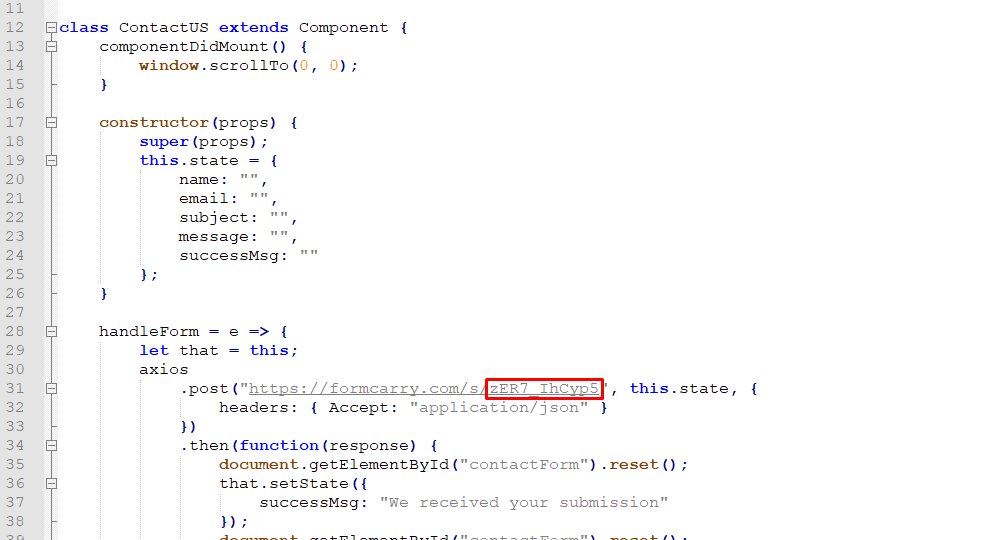 11
12 class ContactUS extends Component {
13 componentDidMount() {
14 window.scrollTo(0, 0);
15 }
16
17 constructor(props) {
18 super(props);
19 this.state = {
20 name: "",
21 email: "",
22 subject: "",
23 message: "",
24 successMsg: ""
25 };
26 }
27
28 handleForm = e => {
29 let that = this;
30 axios
31 .post("https://formcarry.com/s/zER7_IhCyp5", this.state, {
32 headers: { Accept: "application/json" }
33 })
34 .then(function(response) {
35 document.getElementById("contactForm").reset();
36 that.setState({
37 successMsg: "We received your submission"
38 });
39 document.getElementById("contactForm").reset();